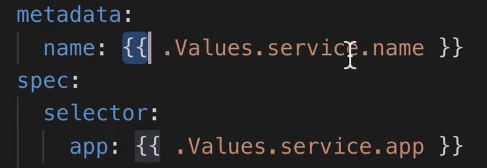 metadata:
  name: {{ .Values.service.name }}
spec:
  selector:
    app: {{ .Values.service.app }}